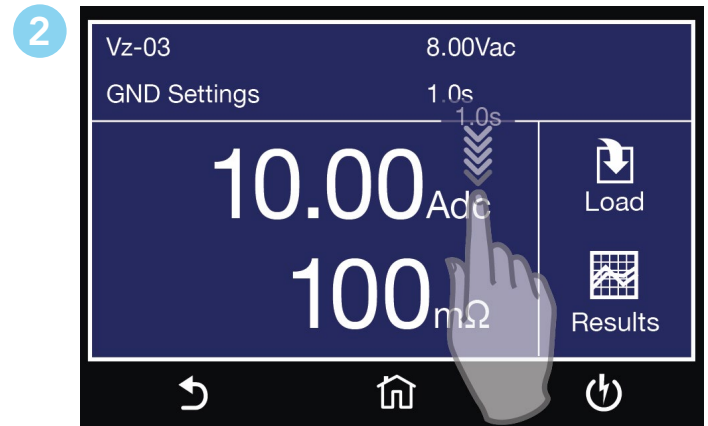 2
Vz-03 8.00Vac
GND Settings 1.0s
1.0s
10.00Adc
Load
100mΩ
Results